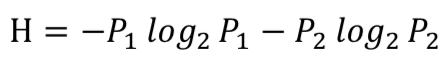 H = −P₁ log₂ P₁ − P₂ log₂ P₂